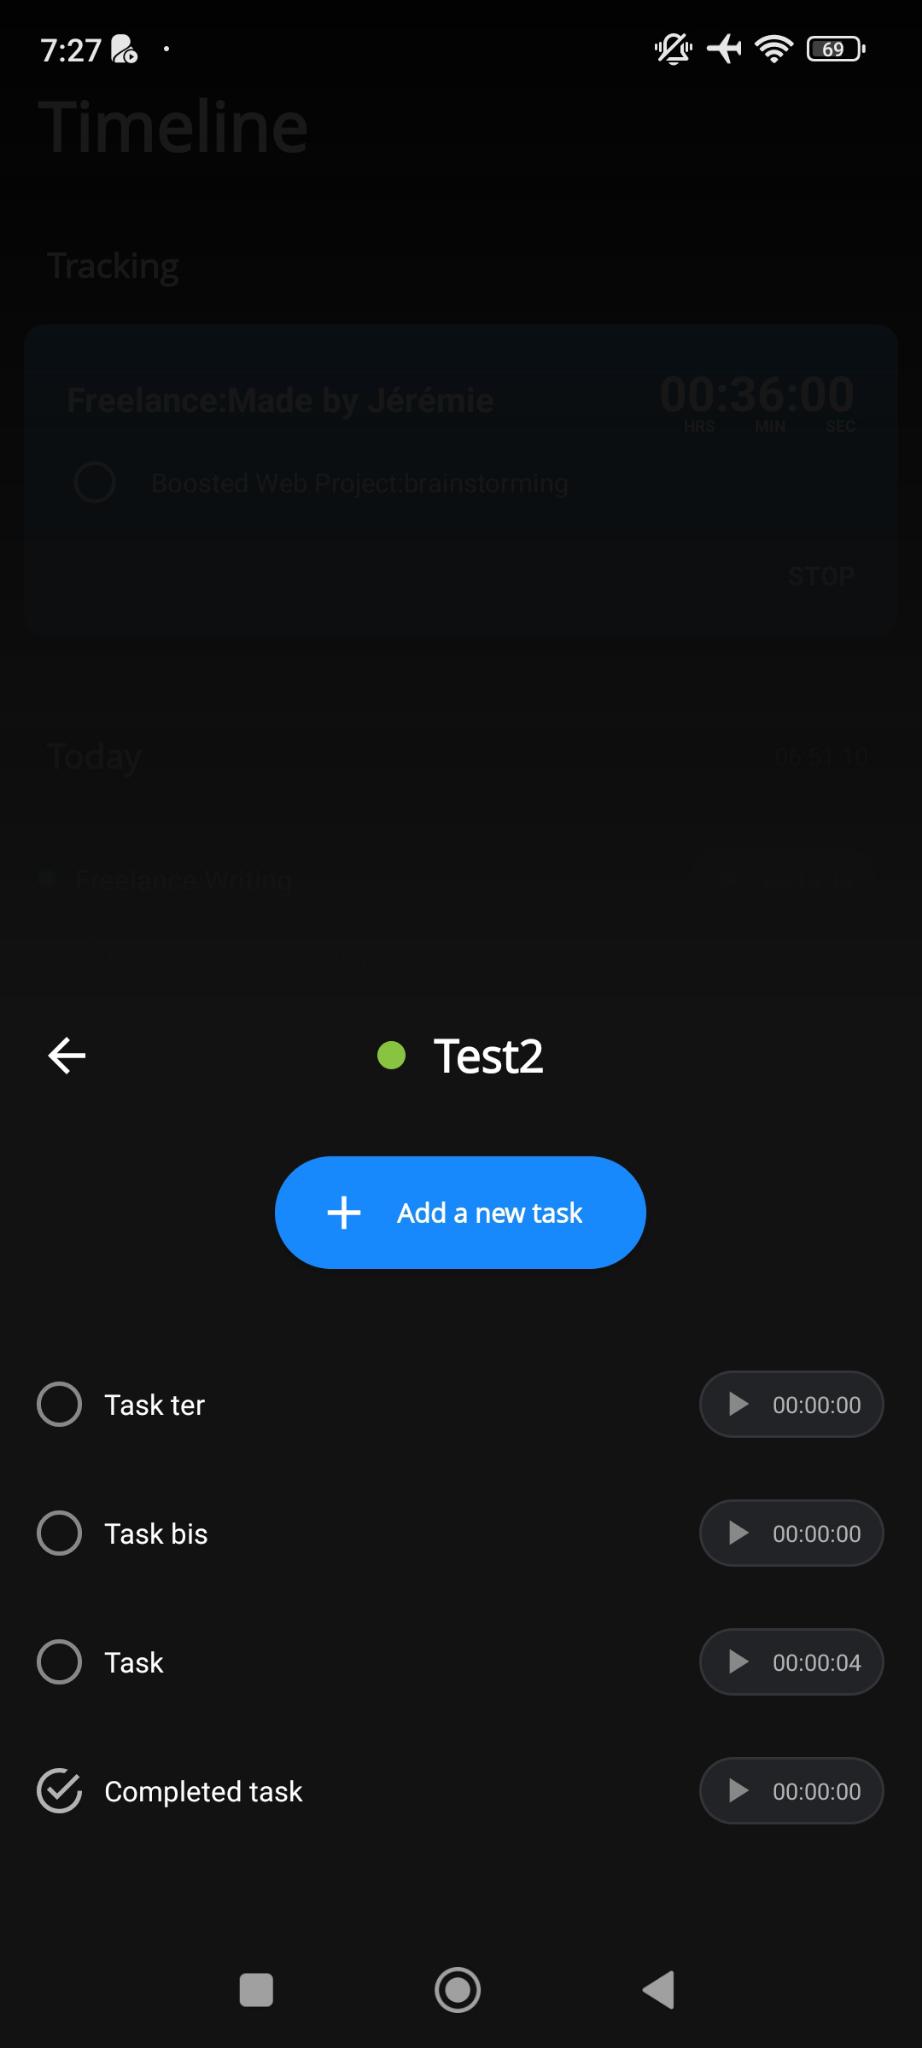 7:27
69
Timeline
Tracking
Freelance:Made by Jérémie 00:36:00
HRS MIN SEC
Boosted Web Project:brainstorming
STOP
Today 06:51:10
Freelance:Writing
Test2
Add a new task
Task ter 00:00:00
Task bis 00:00:00
Task 00:00:04
Completed task 00:00:00